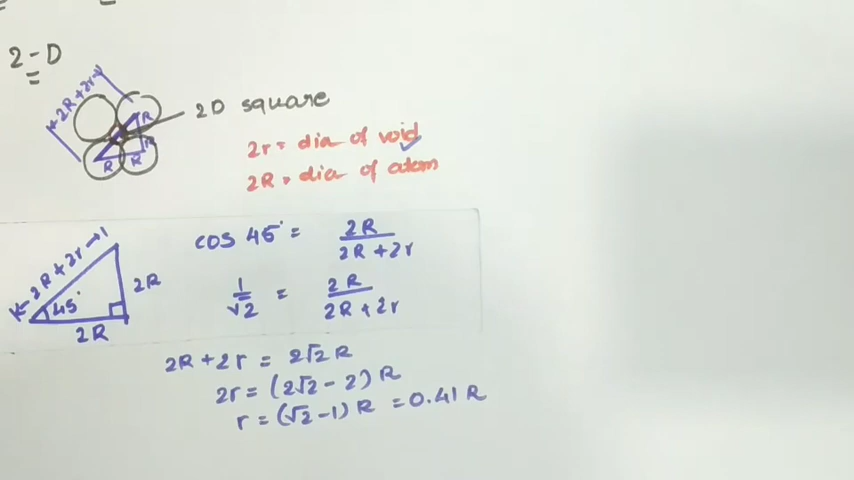 2-D
2R+2r
2D square
R
R
R R
2r = dia of void
2R = dia of atom
cos 45° = 2R / 2R + 2r
2R + 2r
45°
2R
2R
1/√2 = 2R / 2R + 2r
2R + 2r = 2√2 R
2r = (2√2 - 2) R
r = (√2 - 1) R = 0.41 R